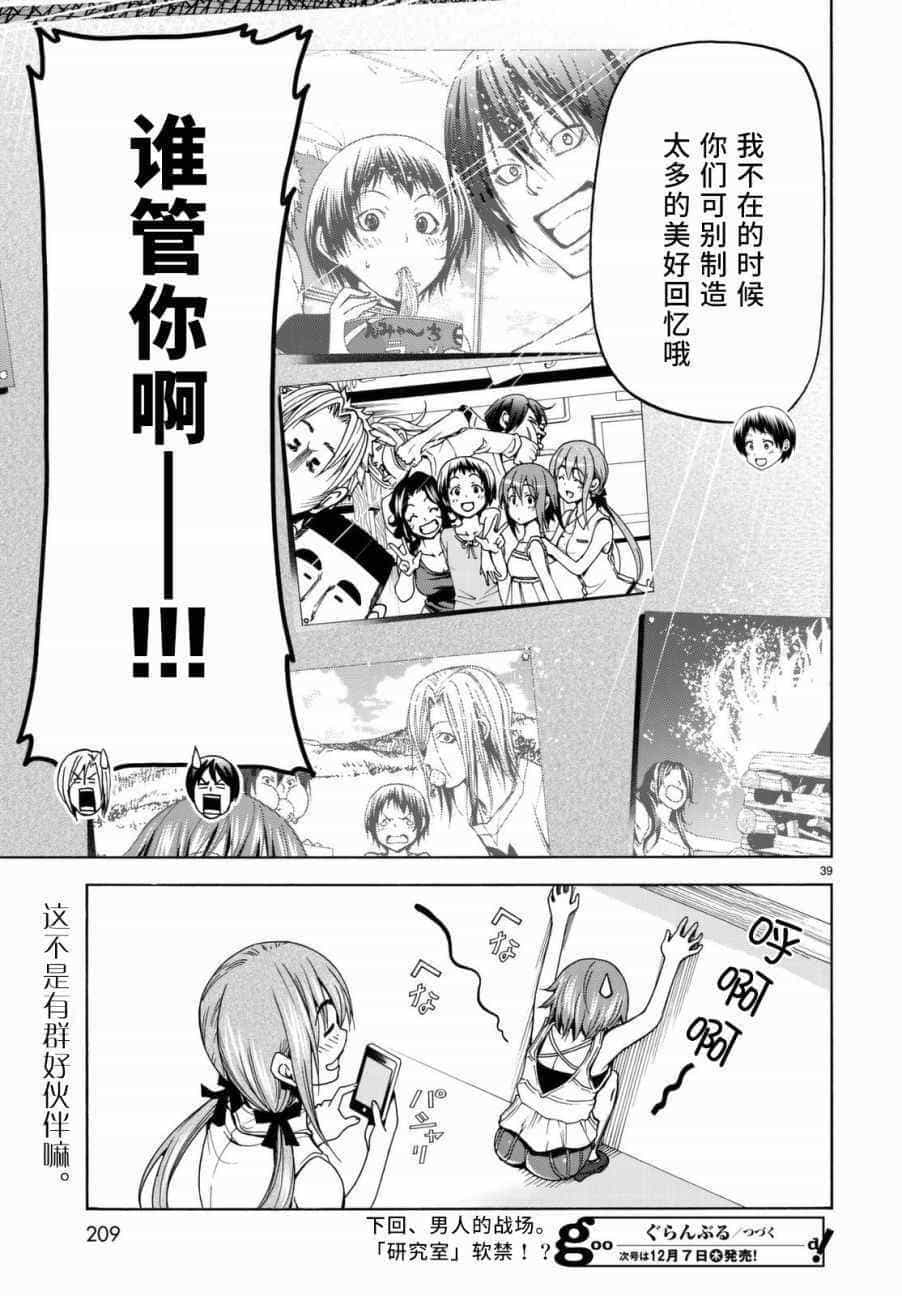 我不在的时候
你们可别制造
太多的美好回忆哦
谁管你啊——!!!
39
呼啊啊～
へなへな
パシャリ
这不是有群好伙伴嘛。
209
下回、男人的战场。
「研究室」软禁！？
good!
ぐらんぶる／つづく
次号は12月7日㊍発売!